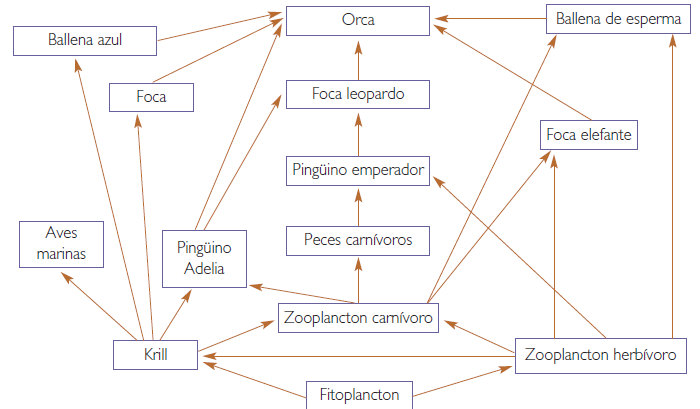 Orca
Ballena de esperma
Ballena azul
Foca
Foca leopardo
Foca elefante
Pingüino emperador
Aves
marinas
Pingüino
Adelia
Peces carnívoros
Zooplancton carnívoro
Krill
Zooplancton herbívoro
Fitoplancton